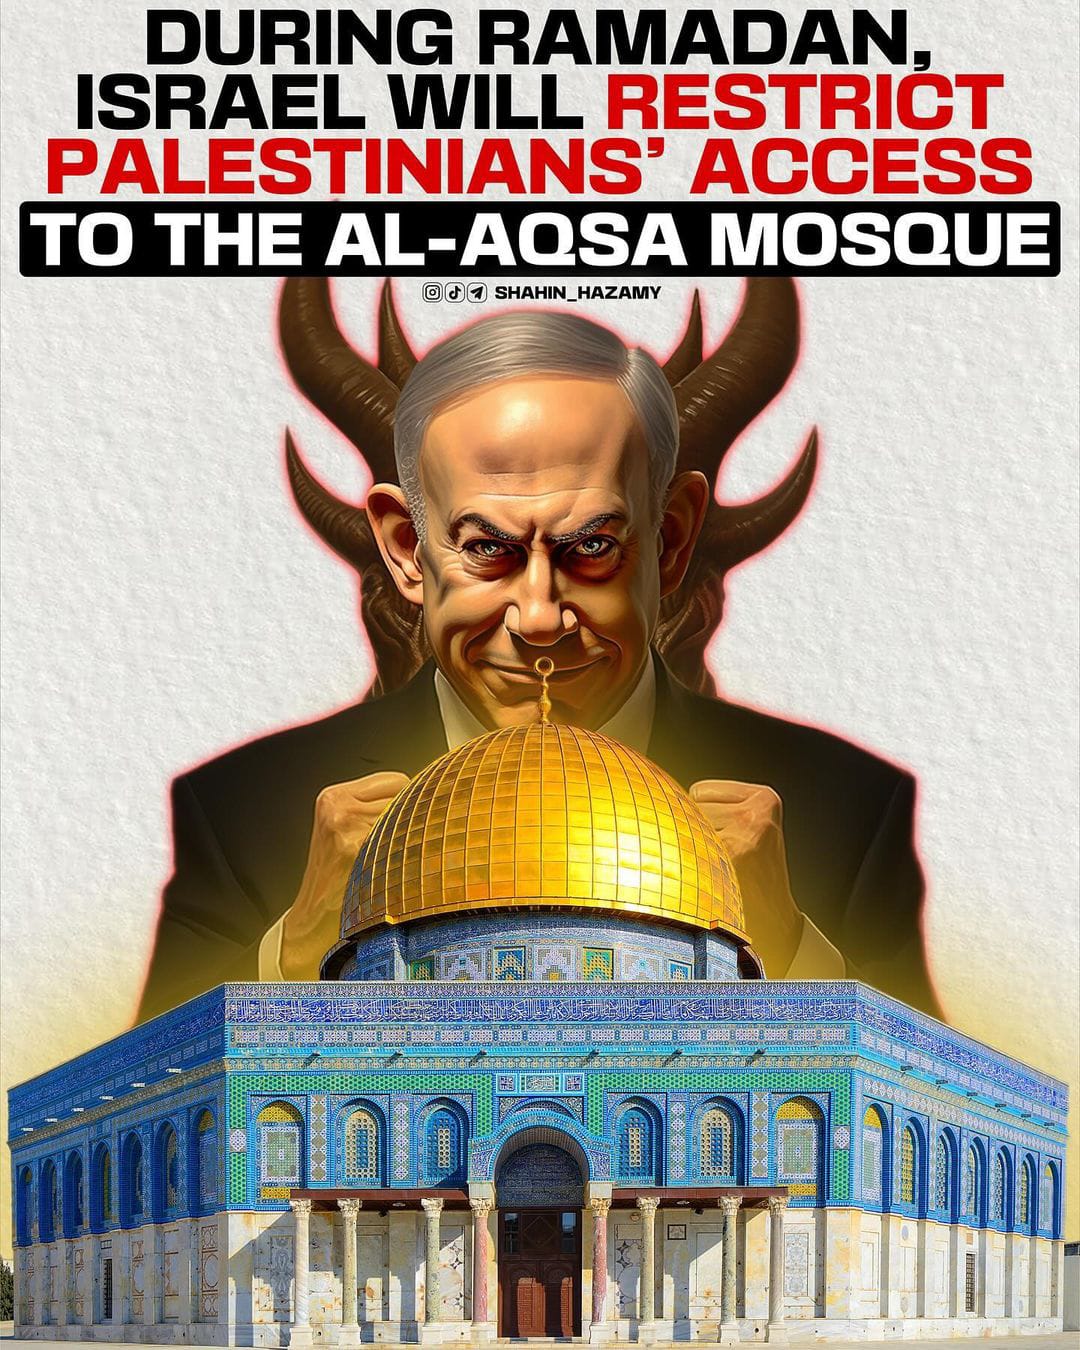 DURING RAMADAN,
ISRAEL WILL RESTRICT
PALESTINIANS’ ACCESS
TO THE AL-AQSA MOSQUE
SHAHIN_HAZAMY